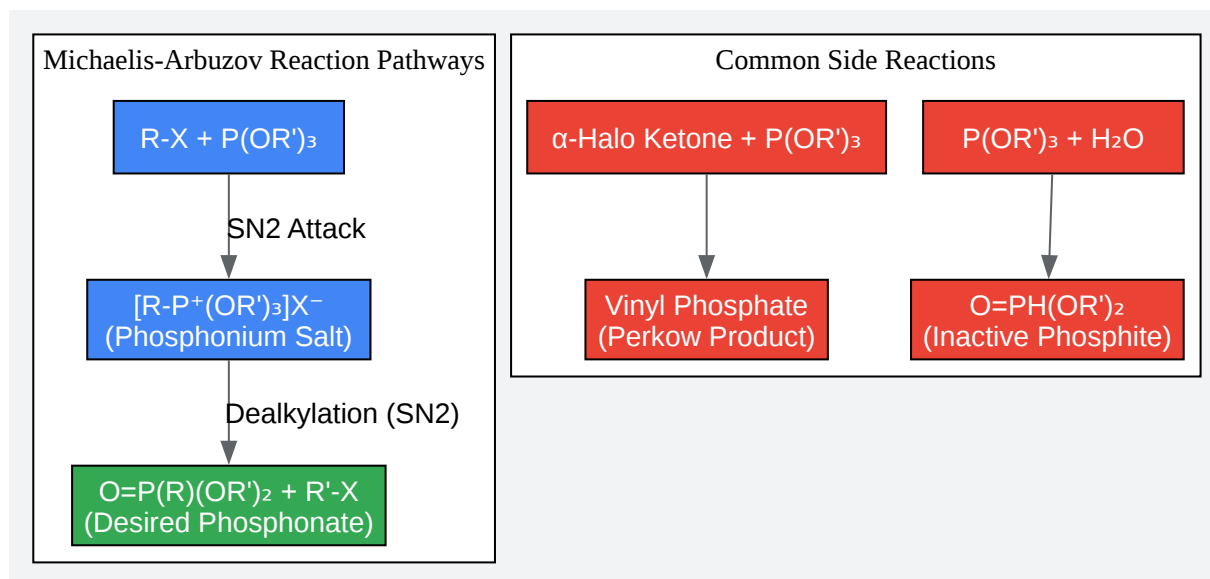 Michaelis-Arbuzov Reaction Pathways
R-X + P(OR')₃
SN2 Attack
[R-P⁺(OR')₃]X⁻
(Phosphonium Salt)
Dealkylation (SN2)
O=P(R)(OR')₂ + R'-X
(Desired Phosphonate)
Common Side Reactions
α-Halo Ketone + P(OR')₃
Vinyl Phosphate
(Perkow Product)
P(OR')₃ + H₂O
O=PH(OR')₂
(Inactive Phosphite)